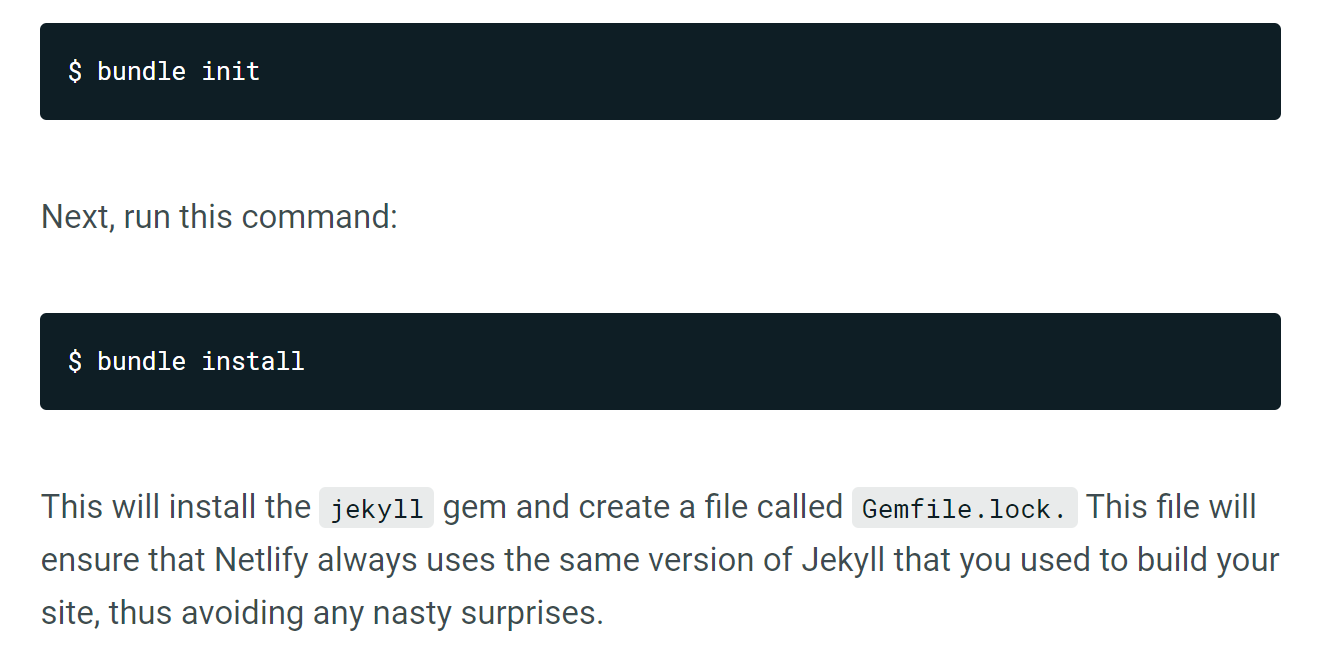 $ bundle init
Next, run this command:
$ bundle install
This will install the jekyll gem and create a file called Gemfile.lock. This file will
ensure that Netlify always uses the same version of Jekyll that you used to build your
site, thus avoiding any nasty surprises.